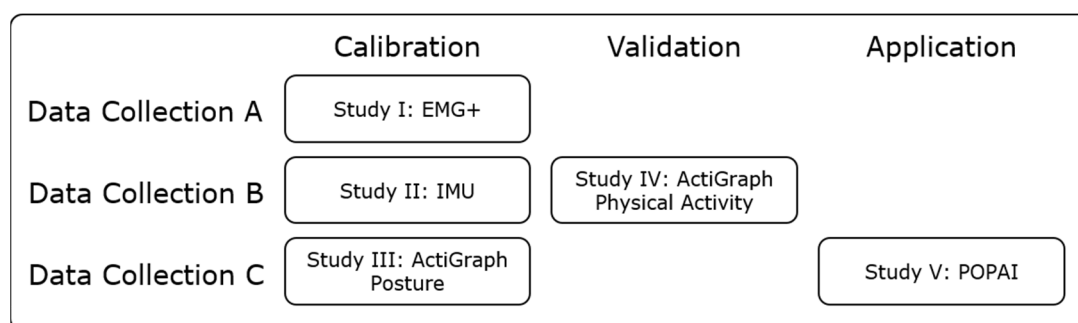 Calibration Validation Application
Data Collection A
Study I: EMG+
Data Collection B
Study II: IMU
Study IV: ActiGraph
Physical Activity
Data Collection C
Study III: ActiGraph
Posture
Study V: POPAI